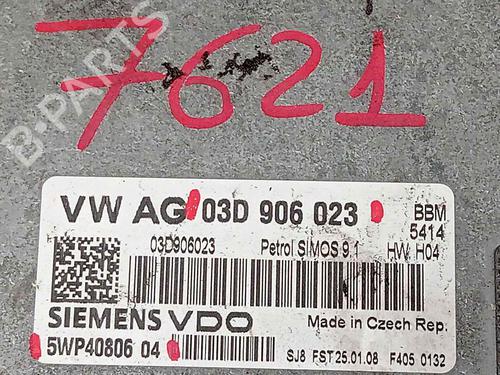 7621
B-PARTS
VW AG 03D 906 023 BBM
5414
03D906023 Petrol SIMOS 9.1 HW H04
SIEMENS VDO Made in Czech Rep.
5WP40806 04 SJ8 FST 25.01.08 F405 0132